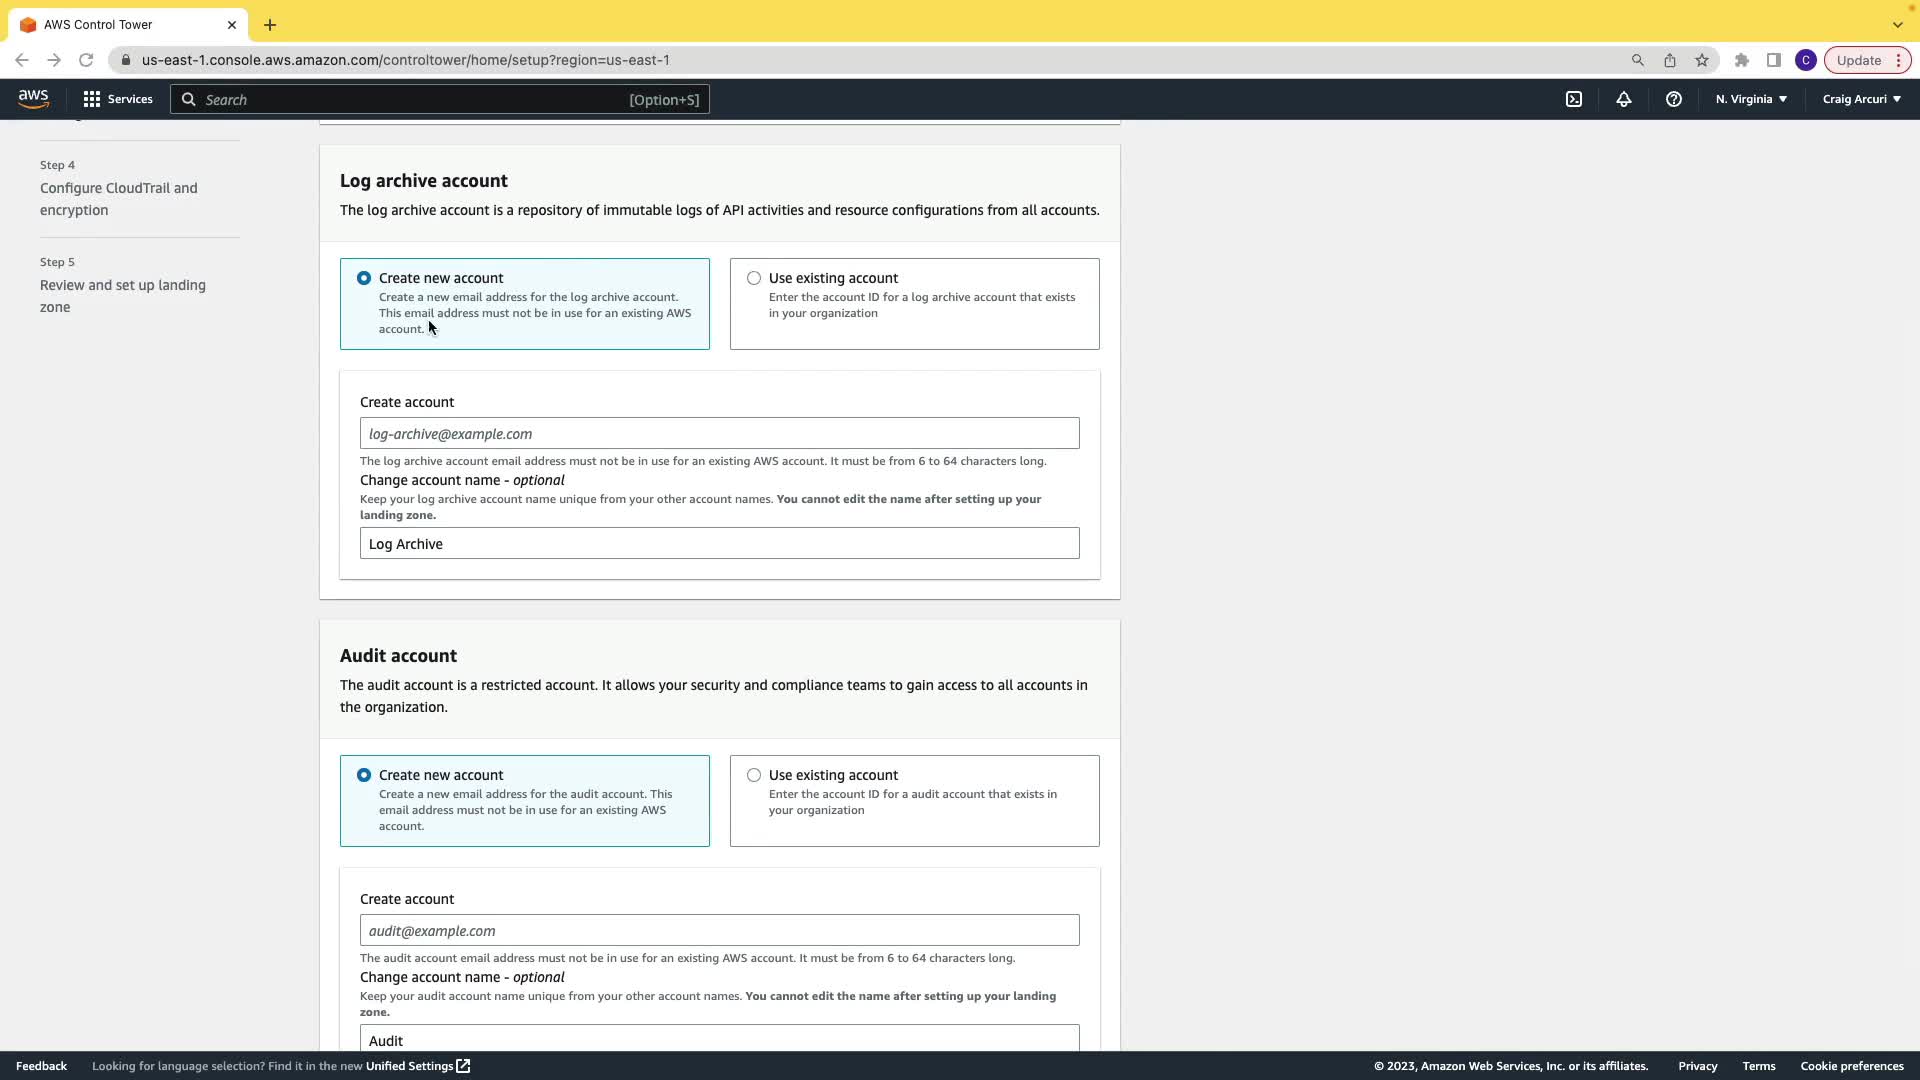 AWS Control Tower
us-east-1.console.aws.amazon.com/controltower/home/setup?region=us-east-1
C
Update
aws
Services
Search
[Option+S]
N. Virginia
Craig Arcuri
Step 4
Configure CloudTrail and
encryption
Step 5
Review and set up landing
zone
Log archive account
The log archive account is a repository of immutable logs of API activities and resource configurations from all accounts.
Create new account
Create a new email address for the log archive account.
This email address must not be in use for an existing AWS
account.
Use existing account
Enter the account ID for a log archive account that exists
in your organization
Create account
log-archive@example.com
The log archive account email address must not be in use for an existing AWS account. It must be from 6 to 64 characters long.
Change account name - optional
Keep your log archive account name unique from your other account names. You cannot edit the name after setting up your
landing zone.
Log Archive
Audit account
The audit account is a restricted account. It allows your security and compliance teams to gain access to all accounts in
the organization.
Create new account
Create a new email address for the audit account. This
email address must not be in use for an existing AWS
account.
Use existing account
Enter the account ID for a audit account that exists in
your organization
Create account
audit@example.com
The audit account email address must not be in use for an existing AWS account. It must be from 6 to 64 characters long.
Change account name - optional
Keep your audit account name unique from your other account names. You cannot edit the name after setting up your landing
zone.
Audit
Feedback
Looking for language selection? Find it in the new Unified Settings
© 2023, Amazon Web Services, Inc. or its affiliates.
Privacy
Terms
Cookie preferences